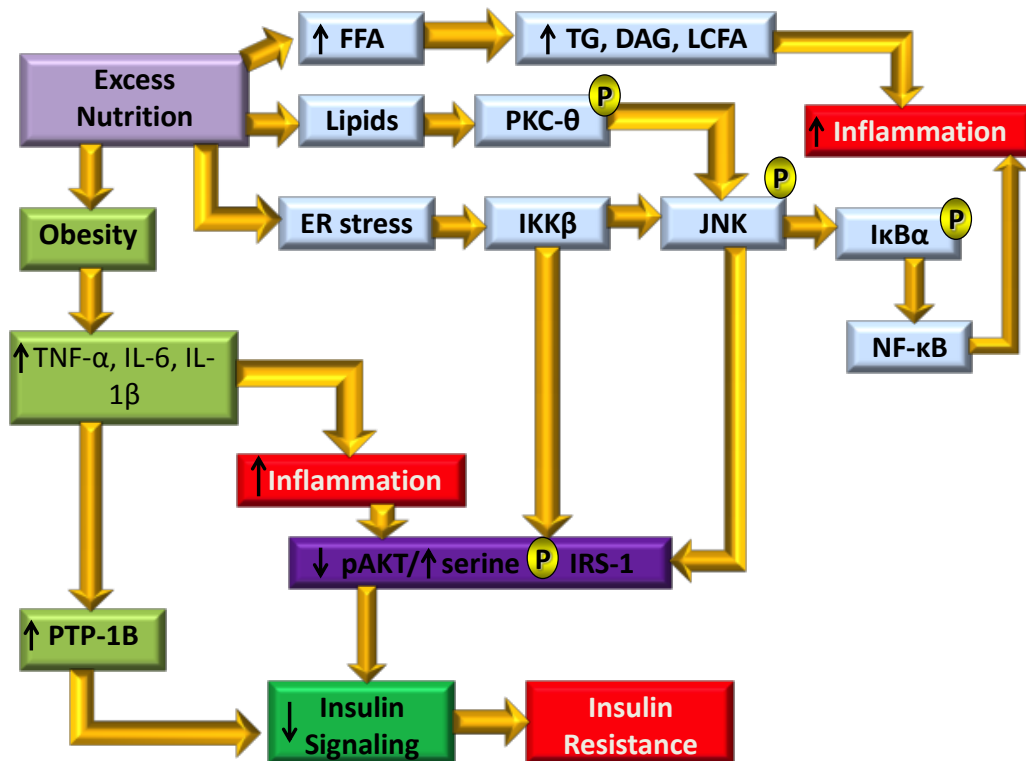 ↑ FFA
↑ TG, DAG, LCFA
Excess
Nutrition
Lipids
PKC-θ
P
↑ Inflammation
P
Obesity
ER stress
IKKβ
JNK
IκBα
P
NF-κB
↑ TNF-α, IL-6, IL-
1β
↑ Inflammation
↓ pAKT/↑ serine P IRS-1
↑ PTP-1B
↓ Insulin
Signaling
Insulin
Resistance